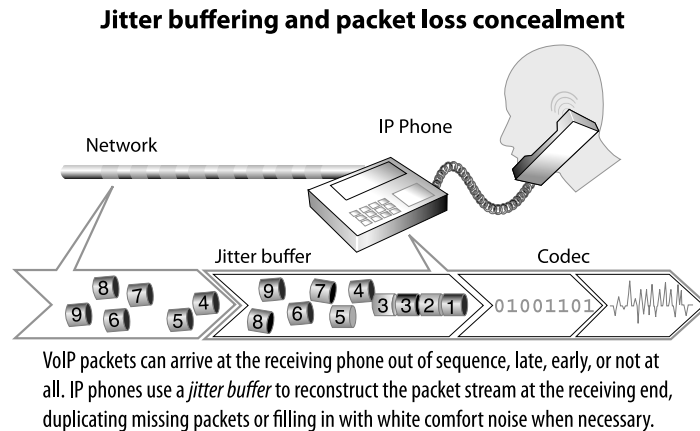 Jitter buffering and packet loss concealment
IP Phone
Network
Jitter buffer
Codec
9 8 6 7 5 4
9 8 6 7 5 4 3 3 2 1
01001101
VoIP packets can arrive at the receiving phone out of sequence, late, early, or not at
all. IP phones use a jitter buffer to reconstruct the packet stream at the receiving end,
duplicating missing packets or filling in with white comfort noise when necessary.